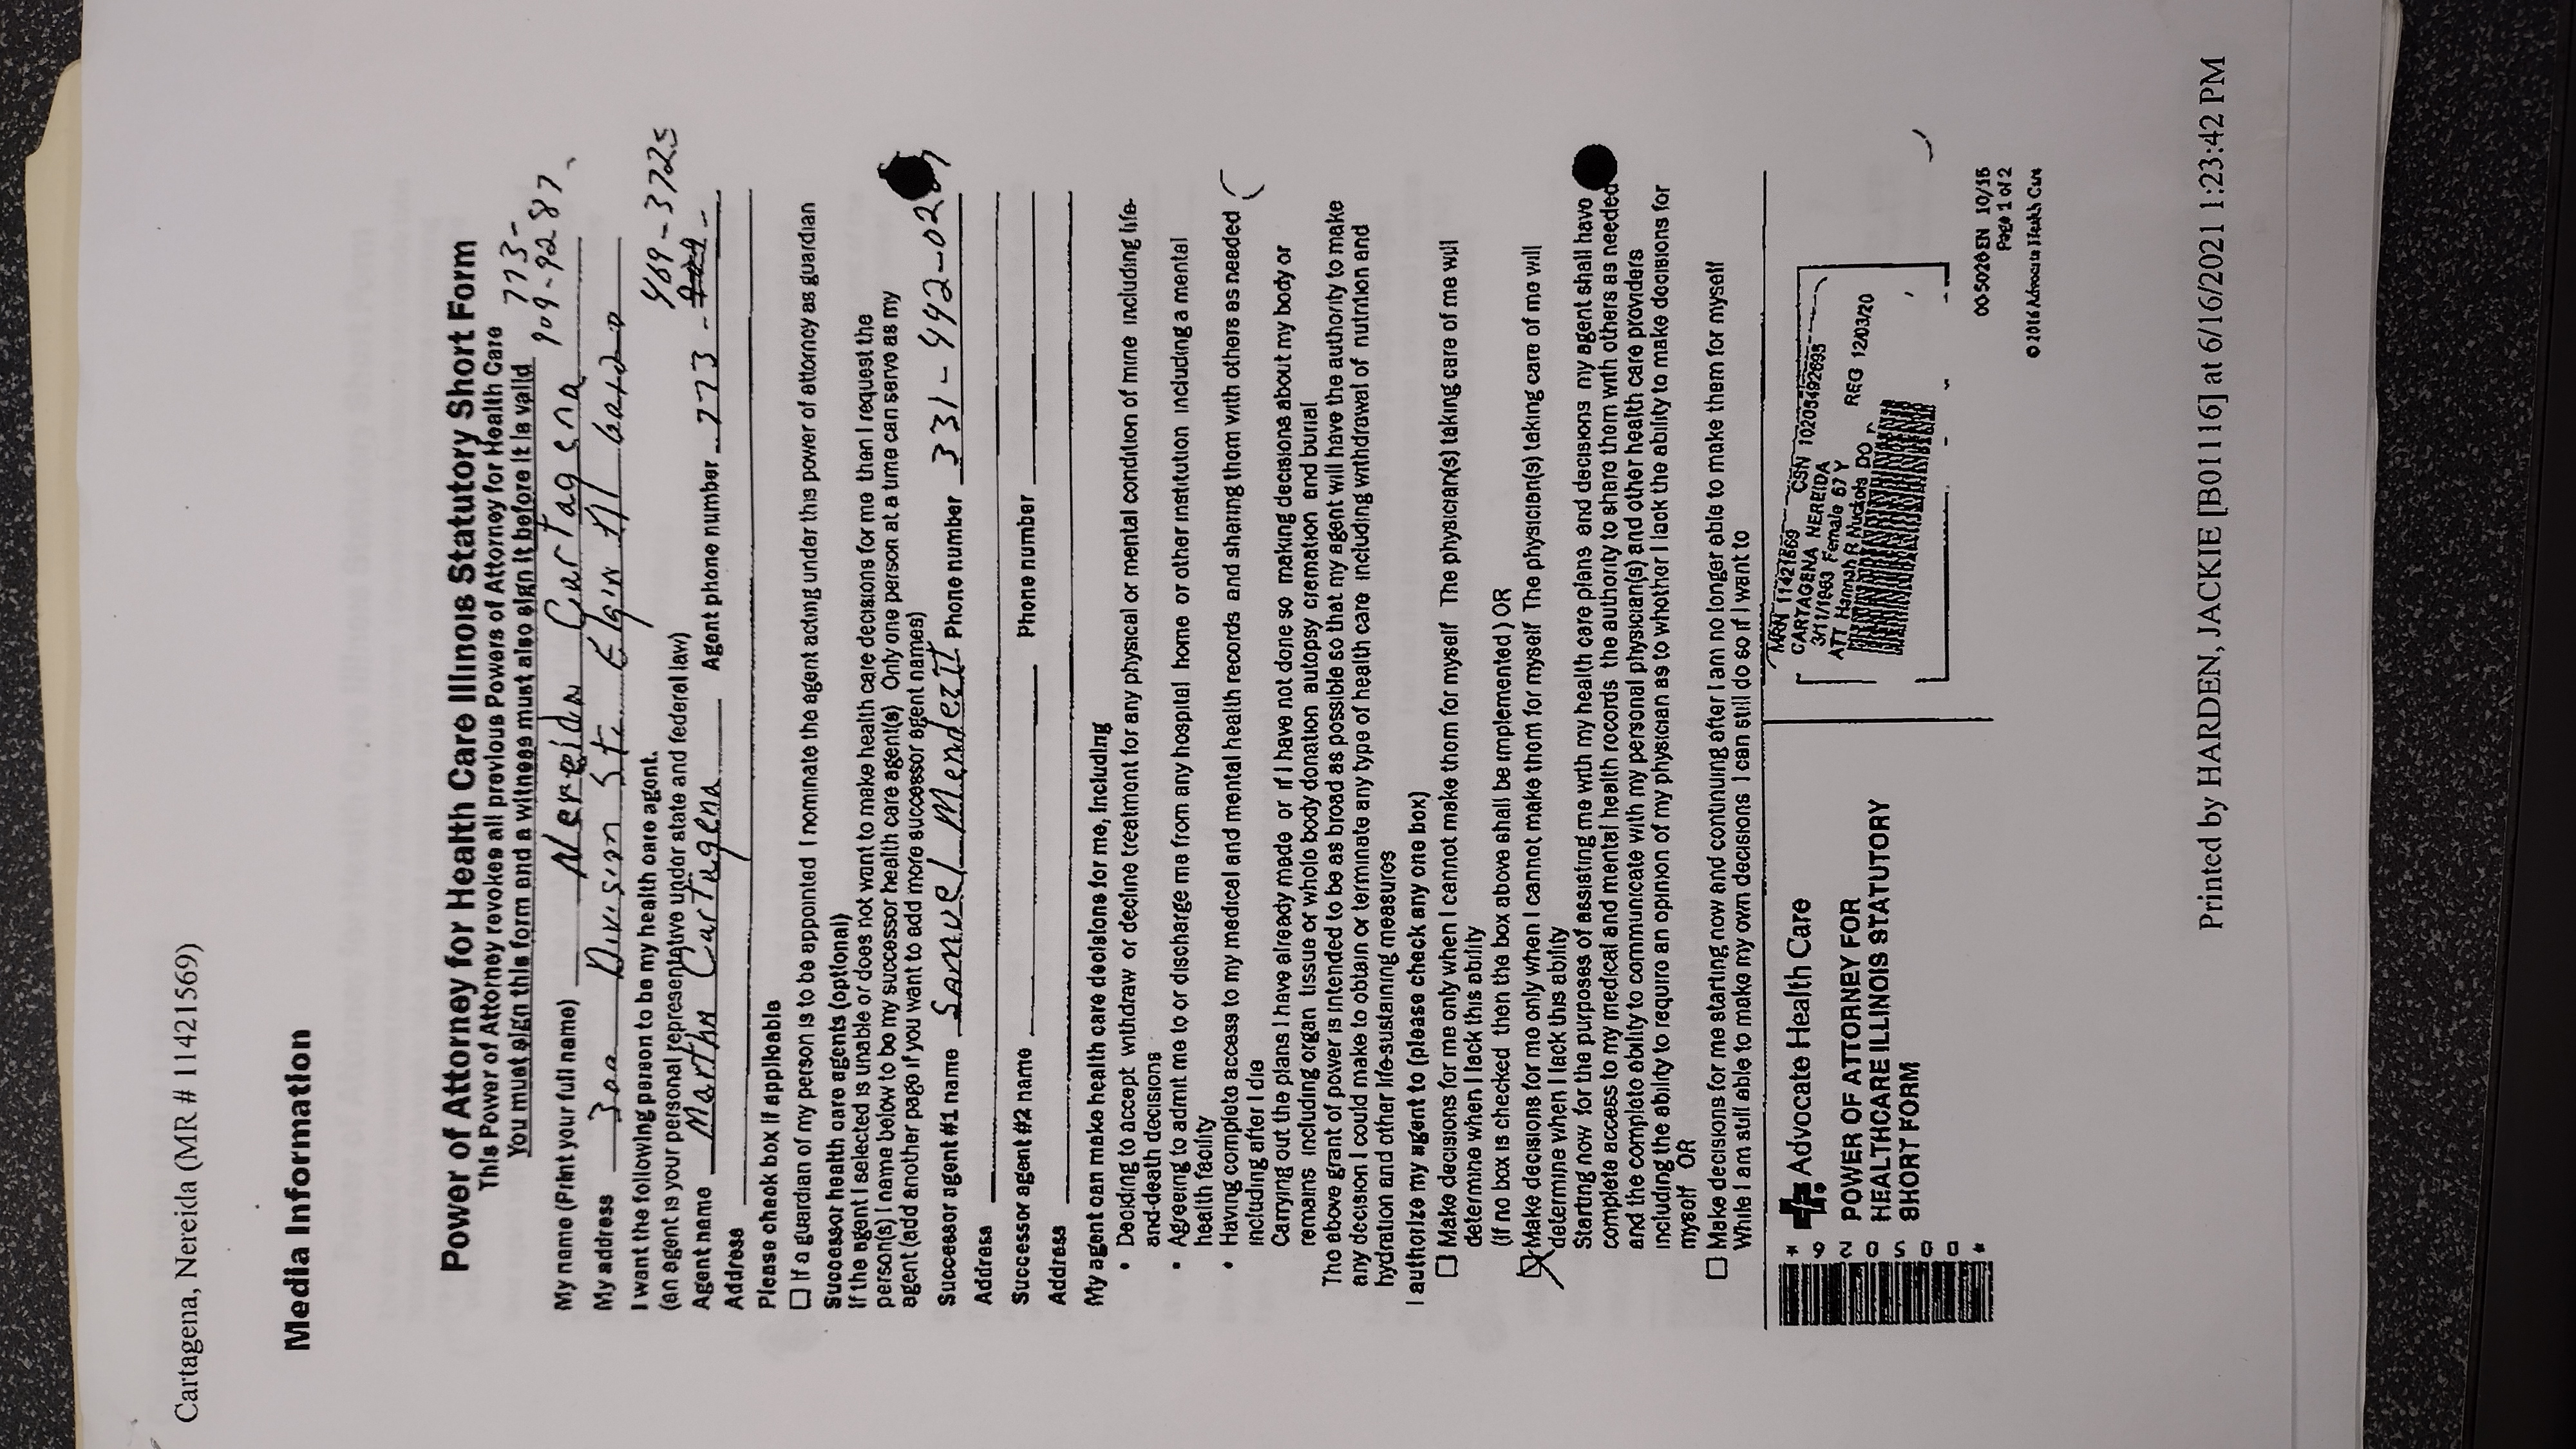 Cartagena, Nereida (MR # 11421569)
Media Information
Power of Attorney for Health Care Illinois Statutory Short Form
This Power of Attorney revokes all previous Powers of Attorney for Health Care
You must sign this form and a witness must also sign it before it is valid
773-
909-9287
My name (Print your full name) Nereida Cartagena
My address 300 Division St. Elgin Il 60120
I want the following person to be my health care agent.
(an agent is your personal representative under state and federal law)
469-3725
Agent name Martha Cartagena Agent phone number 773-
Address
Please check box if applicable
☐ If a guardian of my person is to be appointed I nominate the agent acting under this power of attorney as guardian
Successor health care agents (optional)
If the agent I selected is unable or does not want to make health care decisions for me then I request the
person(s) I name below to be my successor health care agent(s) Only one person at a time can serve as my
agent (add another page if you want to add more successor agent names)
Successor agent #1 name Samuel Mendez Phone number 331-442-02
Address
Successor agent #2 name Phone number
Address
My agent can make health care decisions for me, including
• Deciding to accept withdraw or decline treatment for any physical or mental condition of mine including life-
and-death decisions
• Agreeing to admit me to or discharge me from any hospital home or other institution including a mental
health facility
• Having complete access to my medical and mental health records and sharing them with others as needed
including after I die
Carrying out the plans I have already made or if I have not done so making decisions about my body or
remains including organ tissue or whole body donation autopsy cremation and burial
The above grant of power is intended to be as broad as possible so that my agent will have the authority to make
any decision I could make to obtain or terminate any type of health care including withdrawal of nutrition and
hydration and other life-sustaining measures
I authorize my agent to (please check any one box)
☐ Make decisions for me only when I cannot make them for myself The physician(s) taking care of me will
determine when I lack this ability
(If no box is checked then the box above shall be implemented) OR
☒ Make decisions for me only when I cannot make them for myself The physician(s) taking care of me will
determine when I lack this ability
Starting now for the purposes of assisting me with my health care plans and decisions my agent shall have
complete access to my medical and mental health records the authority to share them with others as needed
and the complete ability to communicate with my personal physician(s) and other health care providers
including the ability to require an opinion of my physician as to whether I lack the ability to make decisions for
myself OR
☐ Make decisions for me starting now and continuing after I am no longer able to make them for myself
While I am still able to make my own decisions I can still do so if I want to
Advocate Health Care
POWER OF ATTORNEY FOR
HEALTHCARE ILLINOIS STATUTORY
SHORT FORM
MRN 11421569 CSN 10205492695
CARTAGENA NEREIDA
3/11/1953 Female 67 Y
ATT Hannah R Nuckols DO REG 12/03/20
00 5026 EN 10/16
Page 1 of 2
© 2016 Advocate Health Care
Printed by HARDEN, JACKIE [B01116] at 6/16/2021 1:23:42 PM